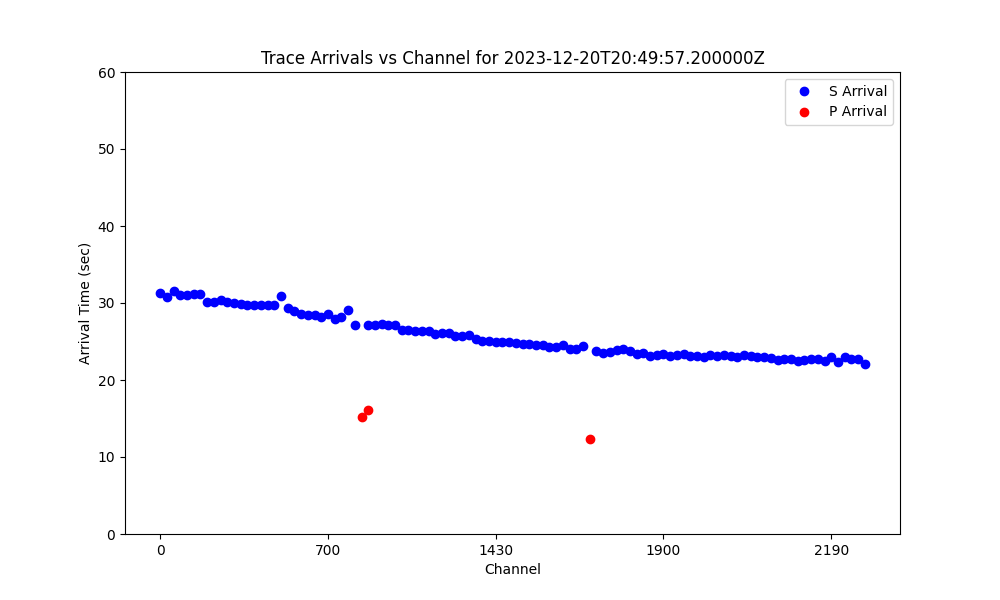 Trace Arrivals vs Channel for 2023-12-20T20:49:57.200000Z
S Arrival
P Arrival
60
50
40
30
20
10
0
Arrival Time (sec)
0 700 1430 1900 2190
Channel